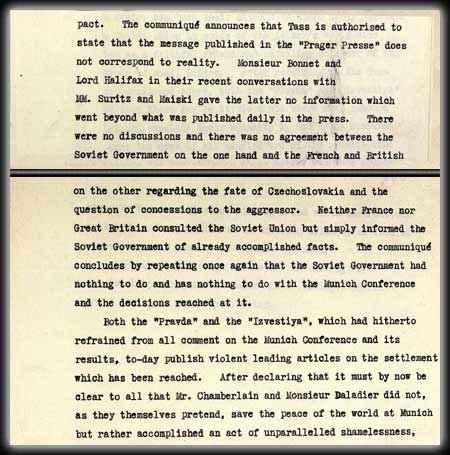 pact. The communiqué announces that Tass is authorised to
state that the message published in the "Prager Presse" does
not correspond to reality. Monsieur Bonnet and
Lord Halifax in their recent conversations with
MM. Suritz and Maiski gave the latter no information which
went beyond what was published daily in the press. There
were no discussions and there was no agreement between the
Soviet Government on the one hand and the French and British
on the other regarding the fate of Czechoslovakia and the
question of concessions to the aggressor. Neither France nor
Great Britain consulted the Soviet Union but simply informed the
Soviet Government of already accomplished facts. The communiqué
concludes by repeating once again that the Soviet Government had
nothing to do and has nothing to do with the Munich Conference
and the decisions reached at it.
Both the "Pravda" and the "Izvestiya", which had hitherto
refrained from all comment on the Munich Conference and its
results, to-day publish violent leading articles on the settlement
which has been reached. After declaring that it must by now be
clear to all that Mr. Chamberlain and Monsieur Daladier did not,
as they themselves pretend, save the peace of the world at Munich
but rather accomplished an act of unparallelled shamelessness,